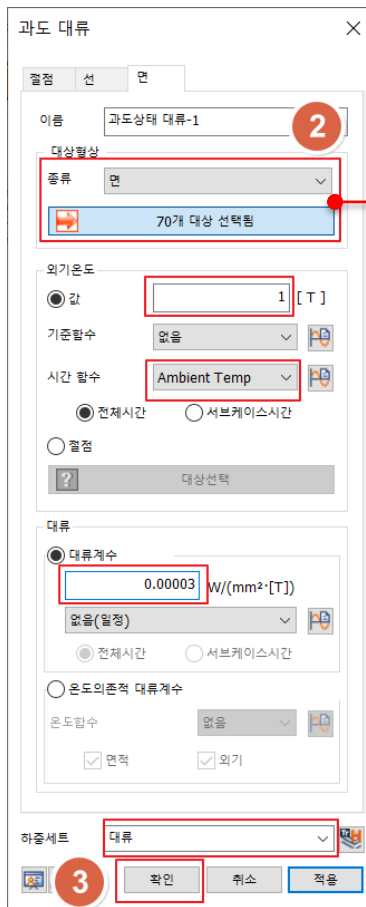 과도 대류
절점 선 면
이름 과도상태 대류-1
2
대상형상
종류 면
70개 대상 선택됨
외기온도
값 1 [ T ]
기준함수 없음
시간 함수 Ambient Temp
전체시간 서브케이스시간
절점
? 대상선택
대류
대류계수
0.00003 W/(mm²·[T])
없음(일정)
전체시간 서브케이스시간
온도의존적 대류계수
온도함수 없음
면적 외기
하중세트 대류
3 확인 취소 적용